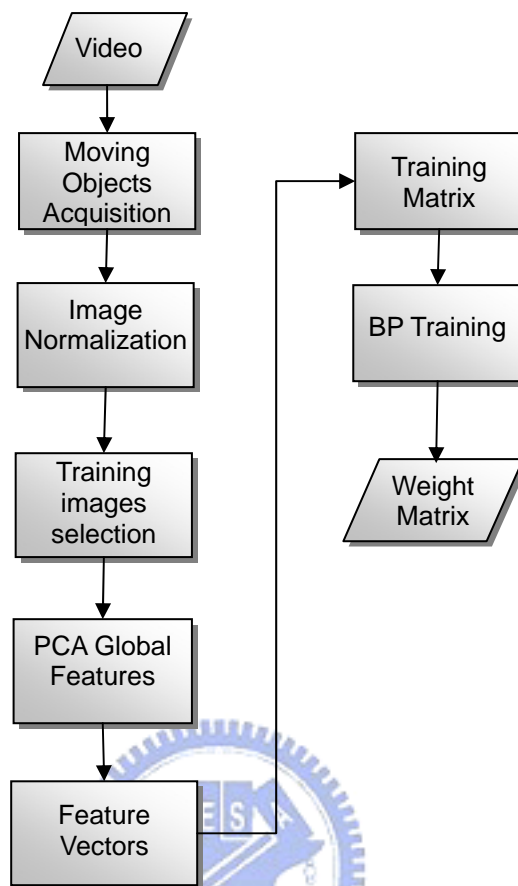 Video
Moving
Objects
Acquisition
Image
Normalization
Training
images
selection
PCA Global
Features
Feature
Vectors
Training
Matrix
BP Training
Weight
Matrix
E S